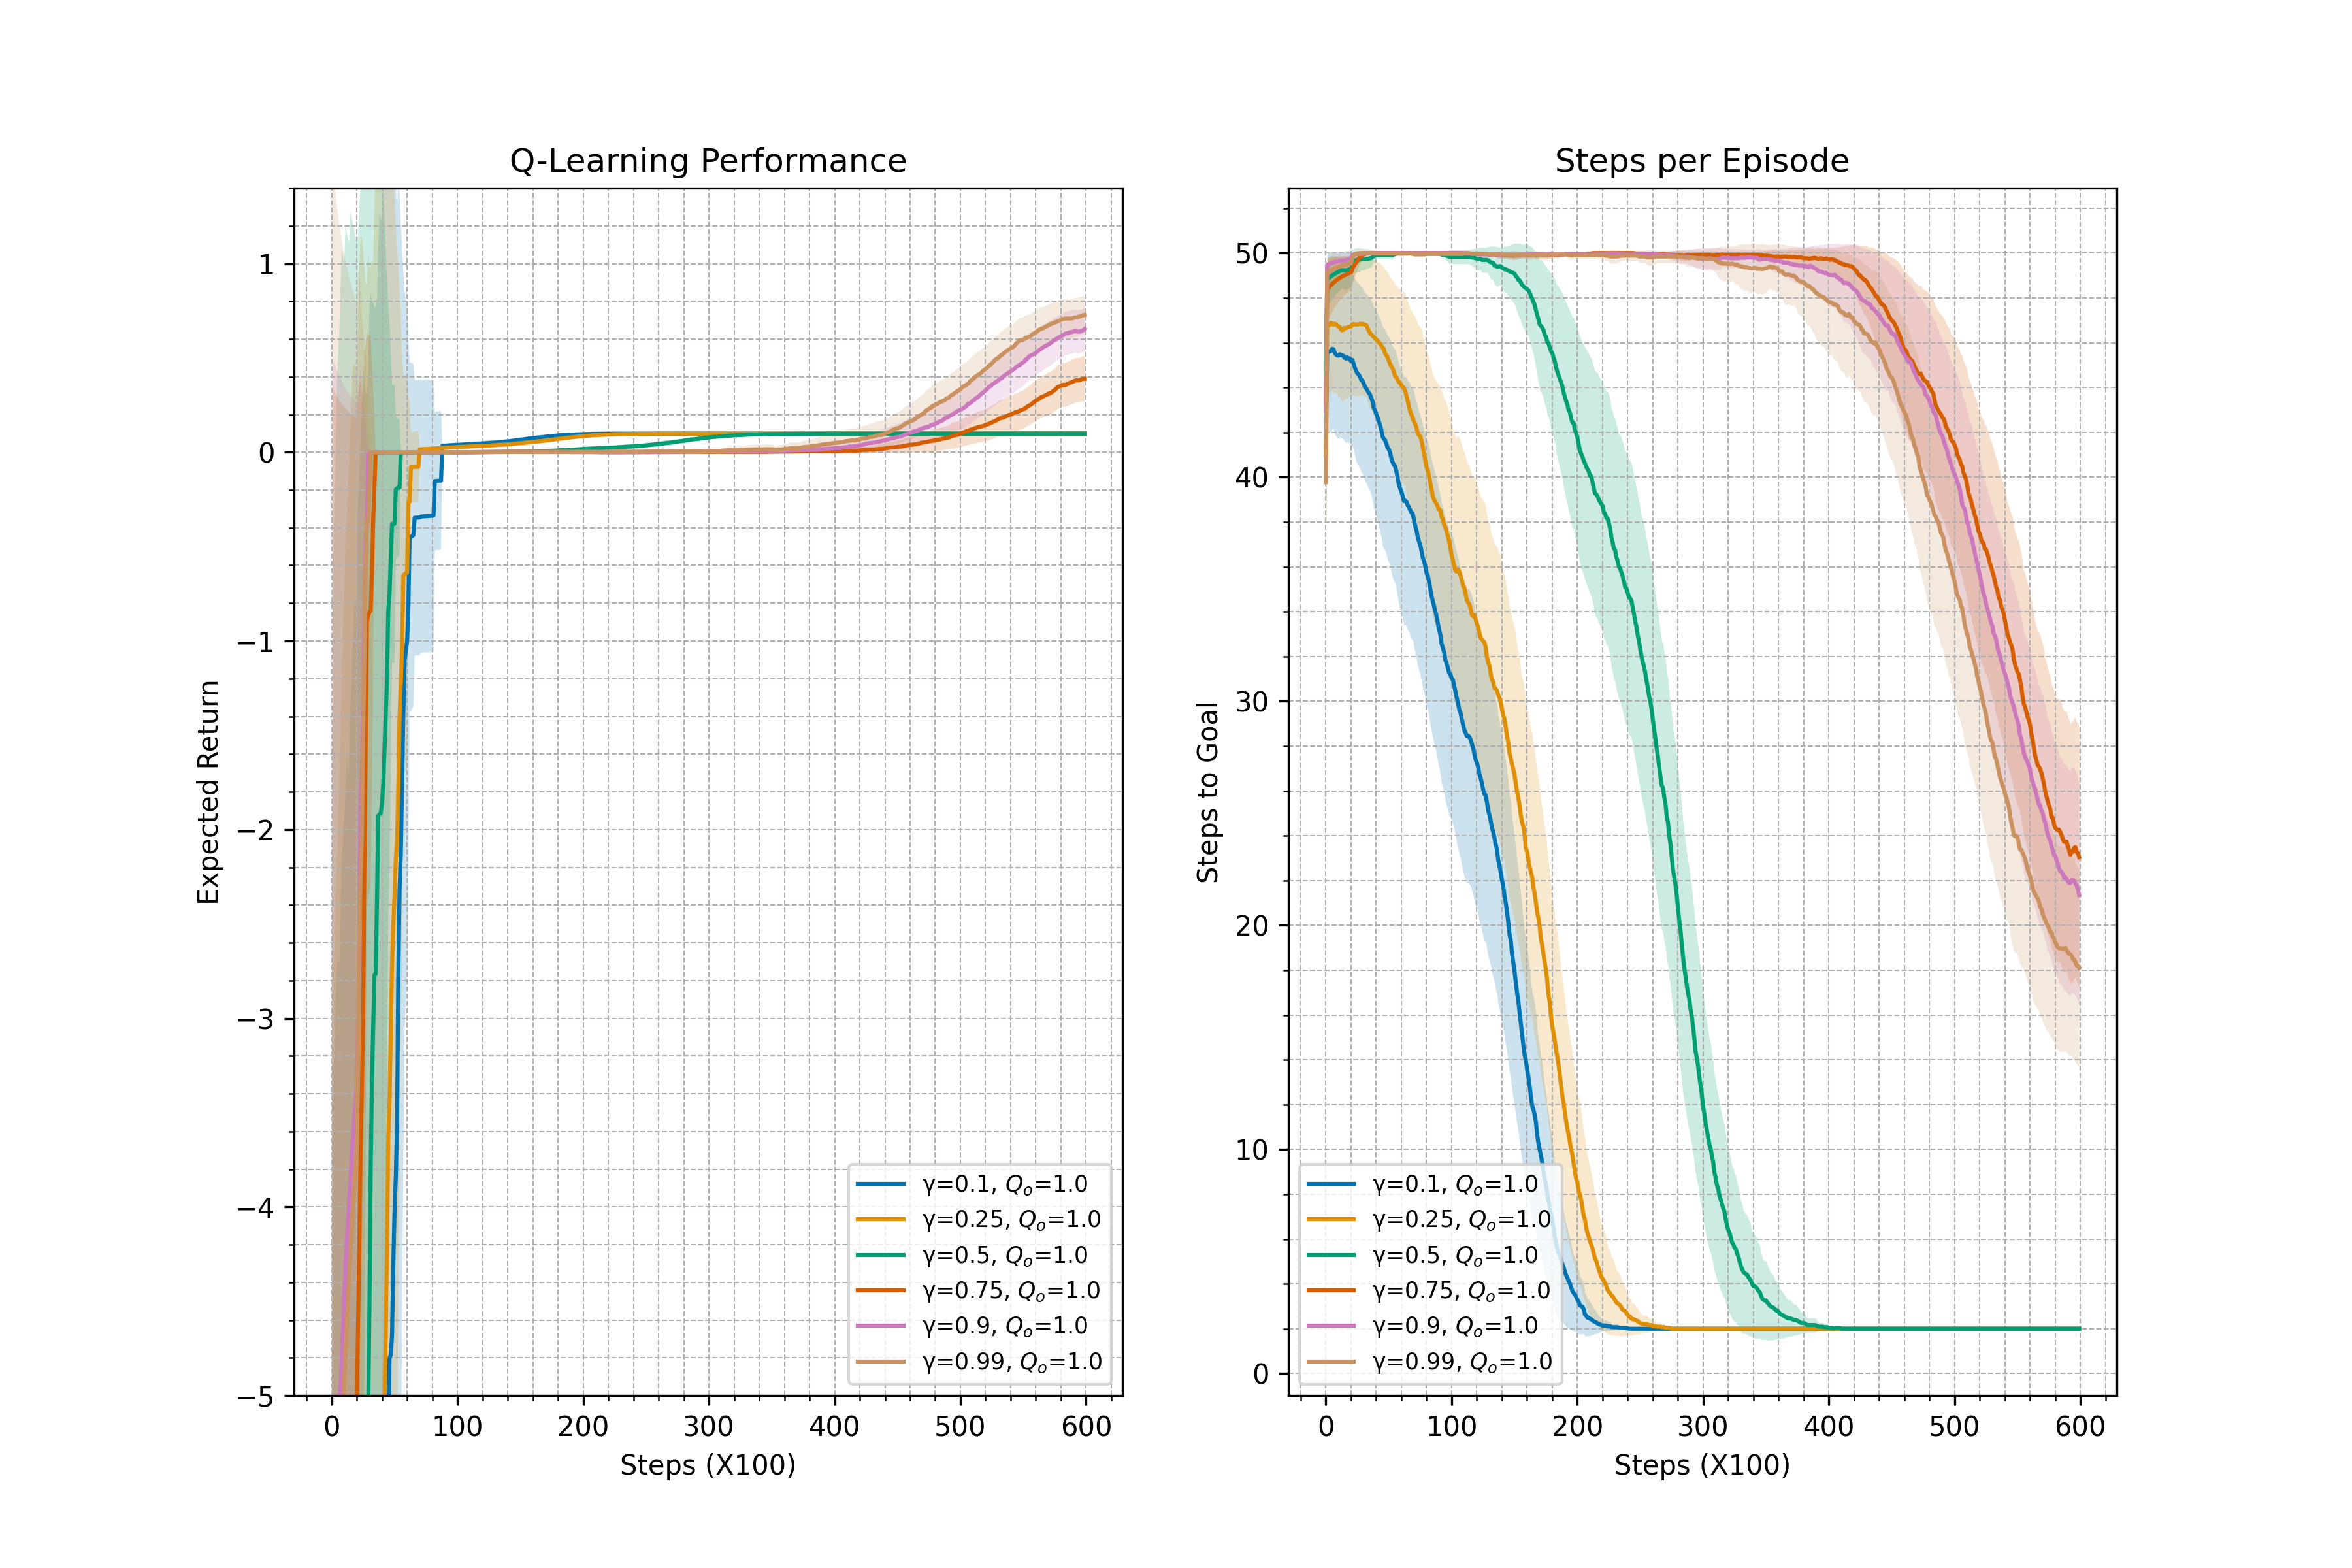 Q-Learning Performance
Expected Return
1
0
−1
−2
−3
−4
−5
0 100 200 300 400 500 600
Steps (X100)
γ=0.1, Qₒ=1.0
γ=0.25, Qₒ=1.0
γ=0.5, Qₒ=1.0
γ=0.75, Qₒ=1.0
γ=0.9, Qₒ=1.0
γ=0.99, Qₒ=1.0
Steps per Episode
Steps to Goal
50
40
30
20
10
0
0 100 200 300 400 500 600
Steps (X100)
γ=0.1, Qₒ=1.0
γ=0.25, Qₒ=1.0
γ=0.5, Qₒ=1.0
γ=0.75, Qₒ=1.0
γ=0.9, Qₒ=1.0
γ=0.99, Qₒ=1.0